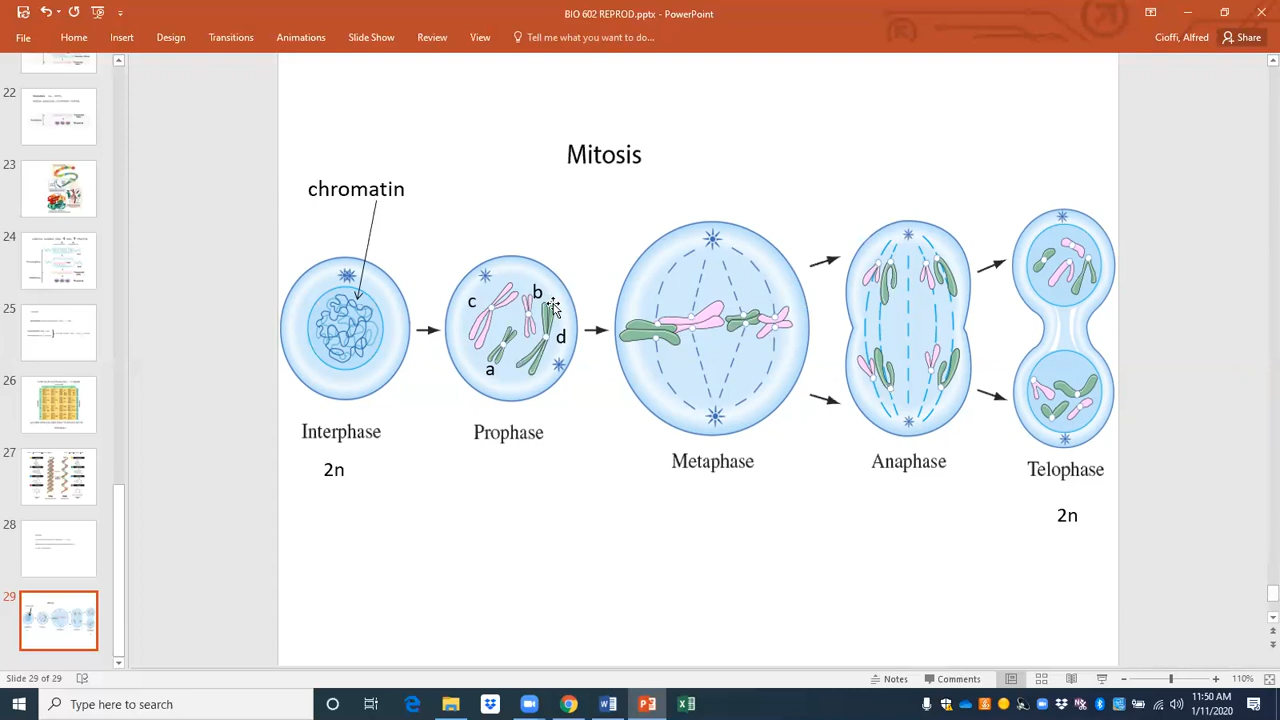 BIO 602 REPROD.pptx - PowerPoint
File Home Insert Design Transitions Animations Slide Show Review View Tell me what you want to do...
Cioffi, Alfred Share
22
23
24
25
26
27
28
29
Mitosis
chromatin
c b
d
a
Interphase
Prophase
Metaphase
Anaphase
Telophase
2n
2n
Slide 29 of 29
Notes Comments
110%
Type here to search
11:50 AM
1/11/2020